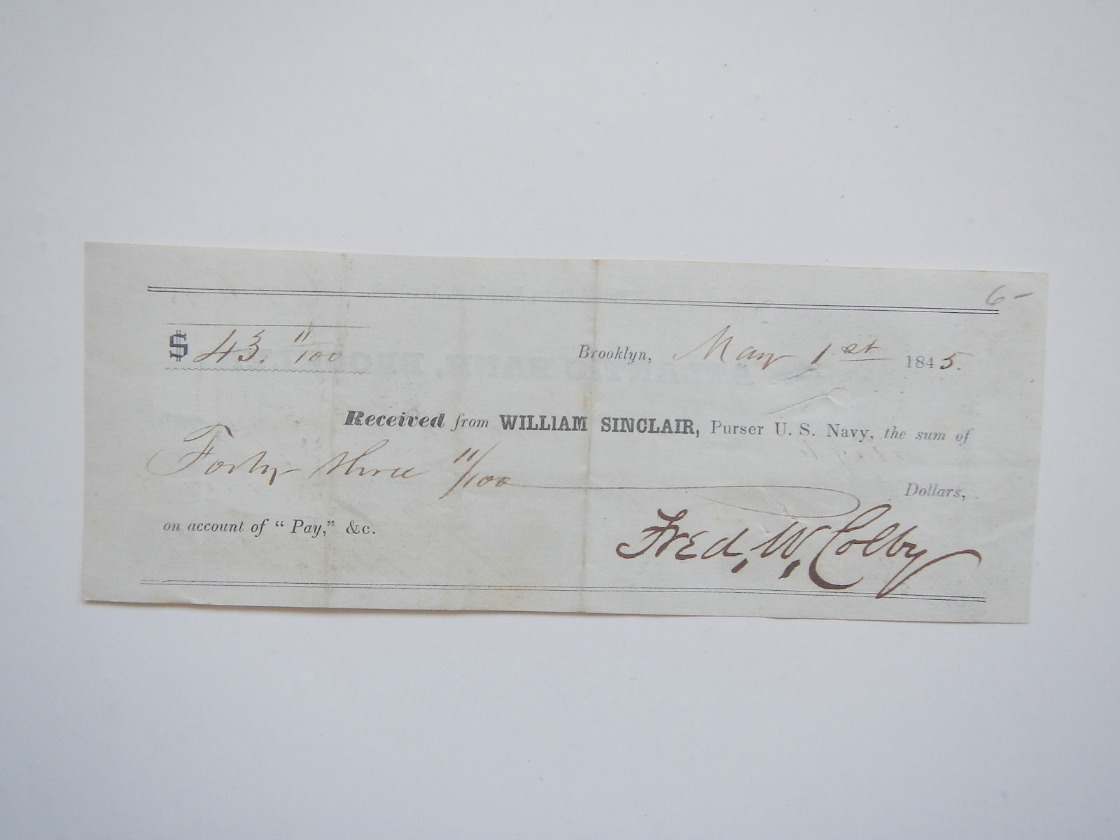 6-
$ 43. 11/100 Brooklyn, May 1st 1845.
Received from WILLIAM SINCLAIR, Purser U. S. Navy, the sum of
Forty three 11/100 Dollars,
on account of "Pay," &c.
Fred, W, Colby